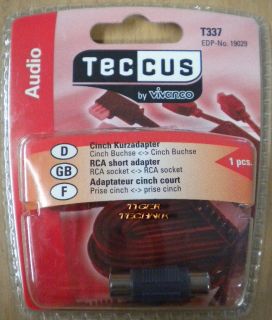 T337
EDP-No. 19029
Audio
Teccus
by vivanco
D
Cinch Kurzadapter
Cinch Buchse <-> Cinch Buchse
GB
RCA short adapter
RCA socket <-> RCA socket
F
Adaptateur cinch court
Prise cinch <-> prise cinch
1 pcs.
TIGER
TECHNIK